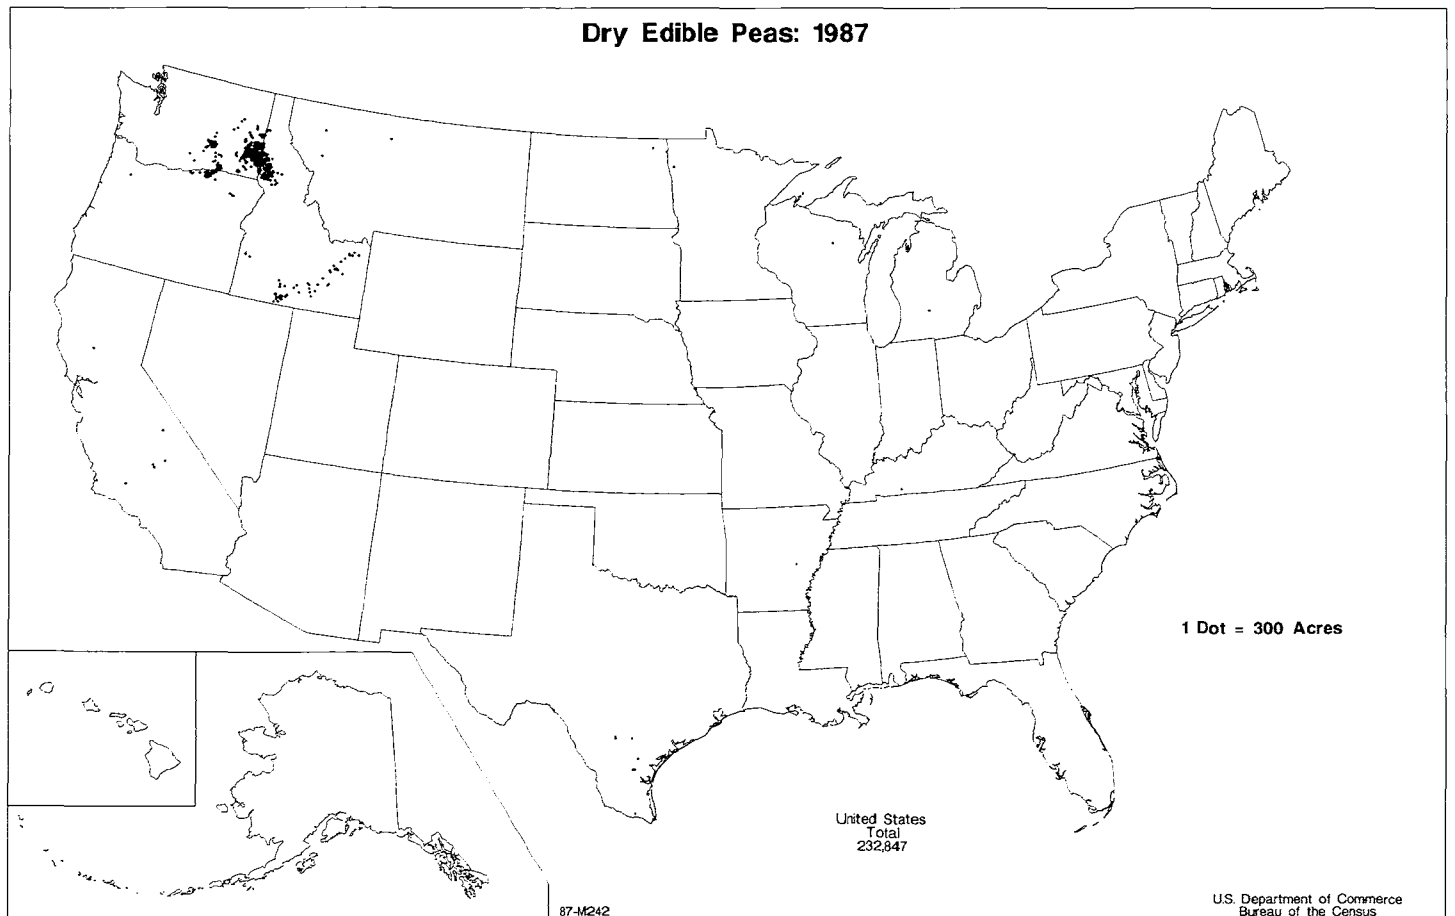 Dry Edible Peas: 1987
1 Dot = 300 Acres
United States
Total
232,847
87-M242
U.S. Department of Commerce
Bureau of the Census